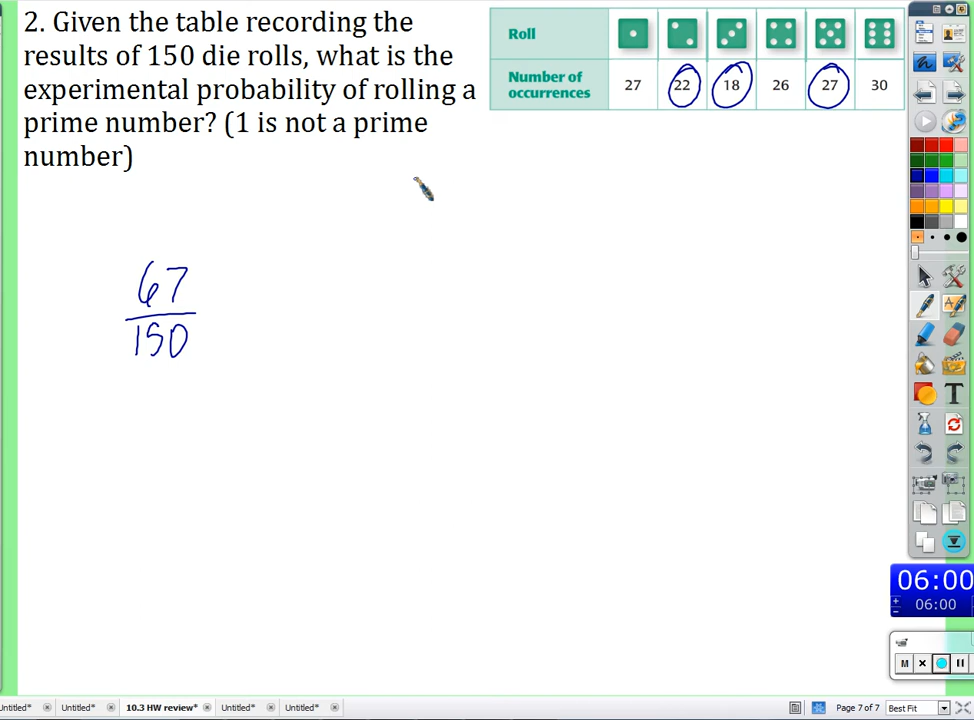 2. Given the table recording the
results of 150 die rolls, what is the
experimental probability of rolling a
prime number? (1 is not a prime
number)
Roll
Number of
occurrences
27 22 18 26 27 30
67
150
06:00
06:00
M
Untitled* Untitled* 10.3 HW review* Untitled* Untitled* Page 7 of 7 Best Fit